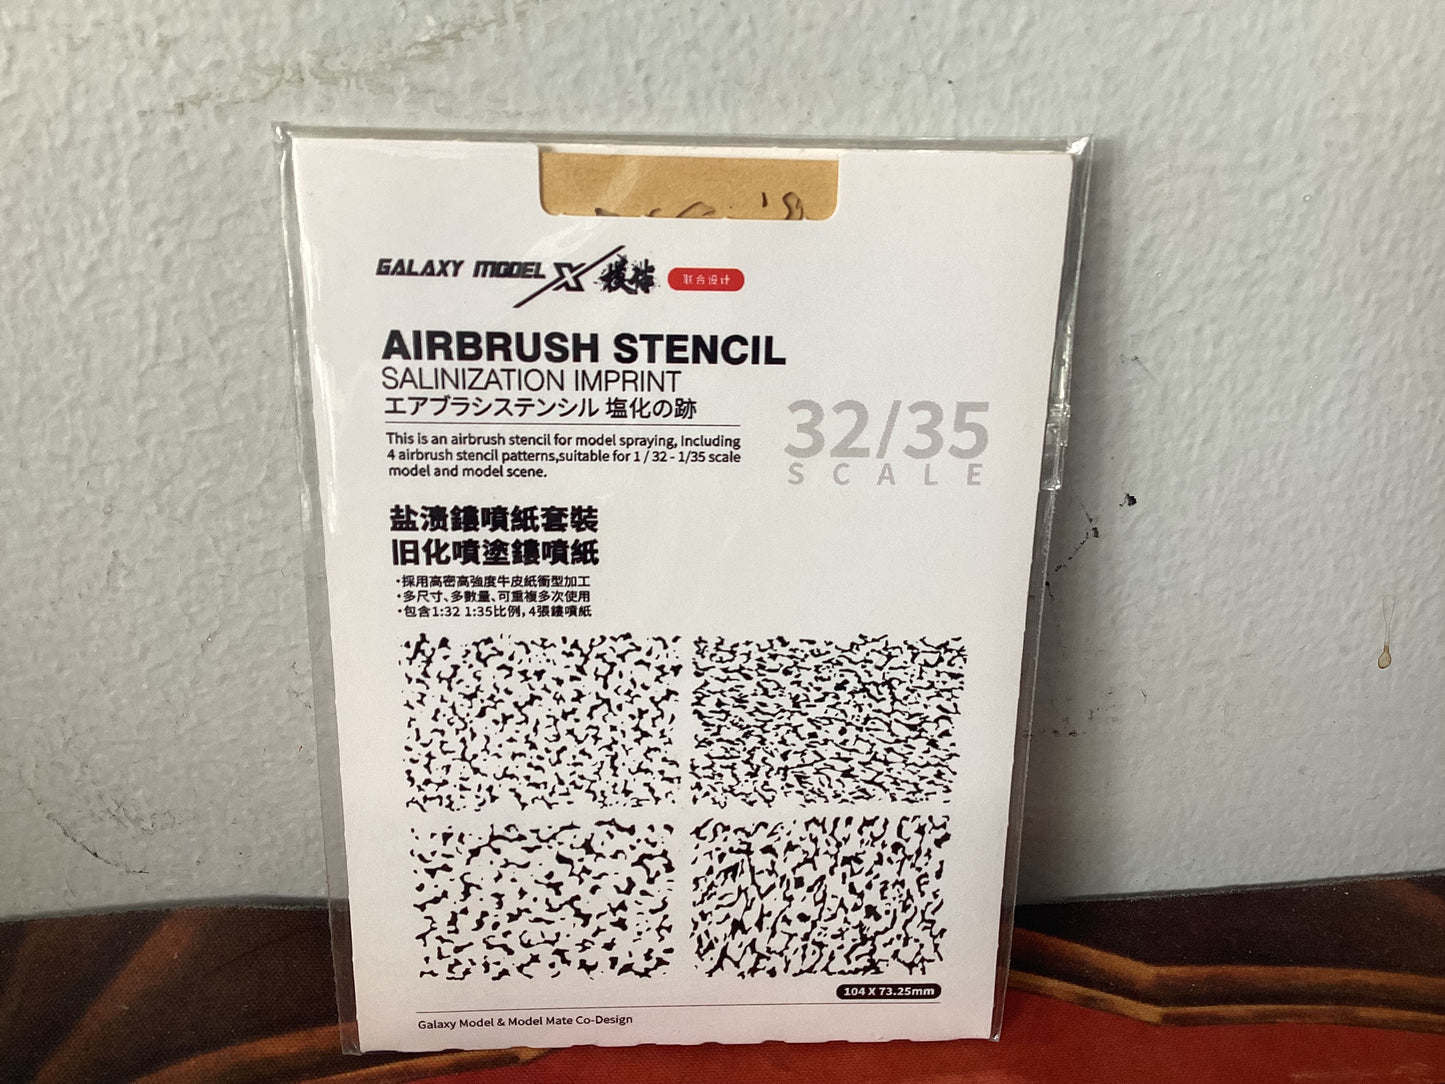 GALAXY MODEL X 模伴 联合设计
AIRBRUSH STENCIL
SALINIZATION IMPRINT
エアブラシステンシル 塩化の跡
This is an airbrush stencil for model spraying, Including
4 airbrush stencil patterns,suitable for 1 / 32 - 1/35 scale
model and model scene.
32/35
SCALE
盐渍鏤噴紙套裝
旧化噴塗鏤噴紙
·採用高密高強度牛皮紙衝型加工
·多尺寸、多數量、可重複多次使用
·包含1:32 1:35比例，4張鏤噴紙
104 X 73.25mm
Galaxy Model & Model Mate Co-Design